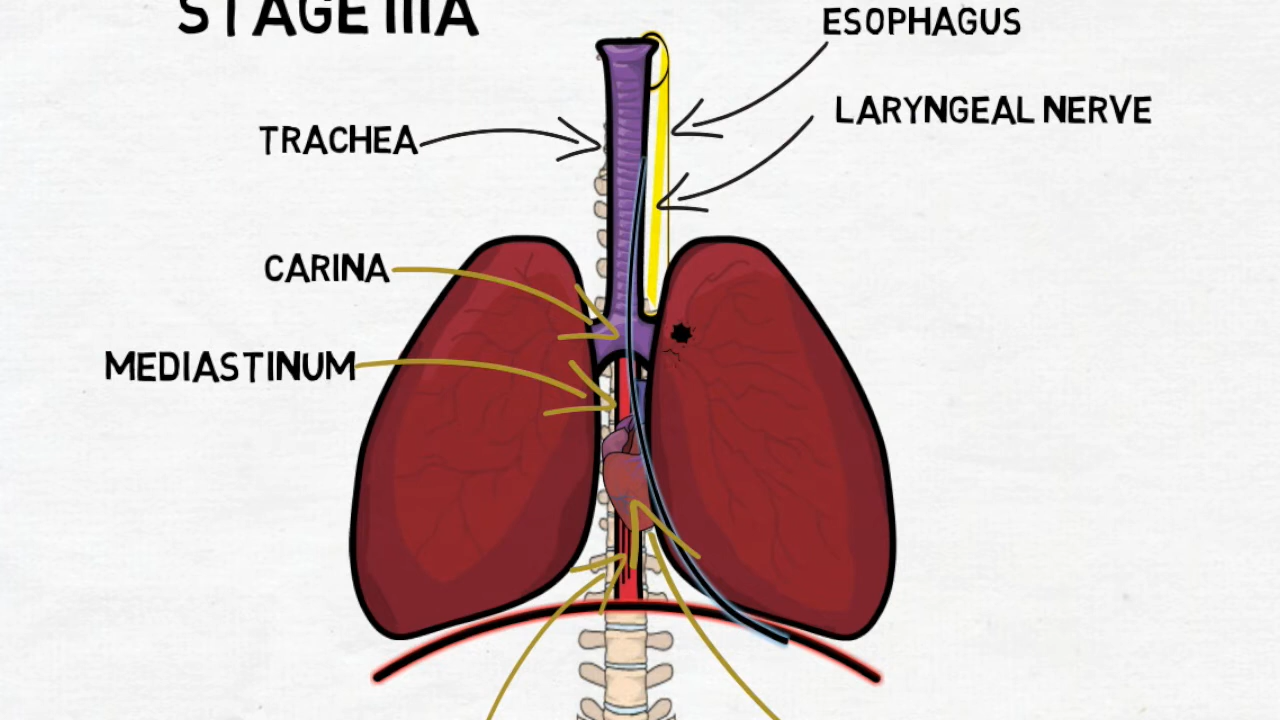 STAGE IIIA
ESOPHAGUS
LARYNGEAL NERVE
TRACHEA
CARINA
MEDIASTINUM